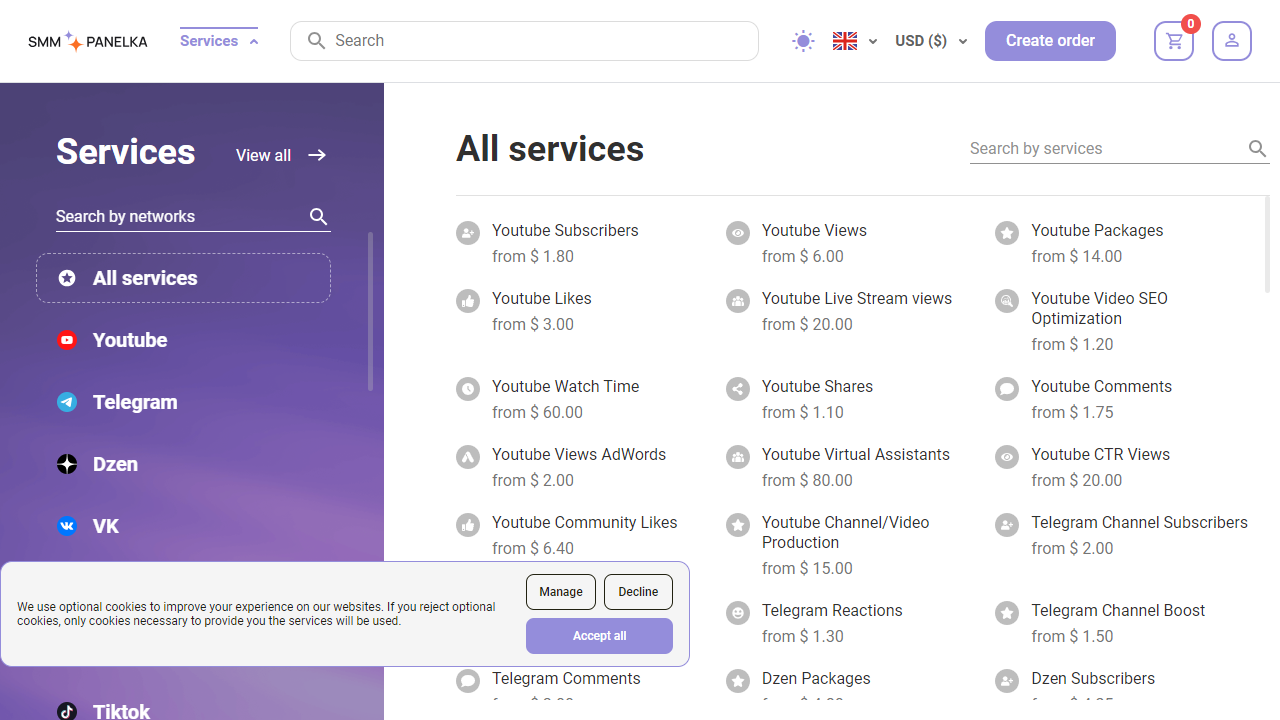 SMM PANELKA
Services
Search
USD ($)
Create order
0
Services
View all
Search by networks
All services
Youtube
Telegram
Dzen
VK
Tiktok
All services
Search by services
Youtube Subscribers
from $ 1.80
Youtube Views
from $ 6.00
Youtube Packages
from $ 14.00
Youtube Likes
from $ 3.00
Youtube Live Stream views
from $ 20.00
Youtube Video SEO
Optimization
from $ 1.20
Youtube Watch Time
from $ 60.00
Youtube Shares
from $ 1.10
Youtube Comments
from $ 1.75
Youtube Views AdWords
from $ 2.00
Youtube Virtual Assistants
from $ 80.00
Youtube CTR Views
from $ 20.00
Youtube Community Likes
from $ 6.40
Youtube Channel/Video
Production
from $ 15.00
Telegram Channel Subscribers
from $ 2.00
Telegram Reactions
from $ 1.30
Telegram Channel Boost
from $ 1.50
Telegram Comments
Dzen Packages
Dzen Subscribers
We use optional cookies to improve your experience on our websites. If you reject optional
cookies, only cookies necessary to provide you the services will be used.
Manage
Decline
Accept all